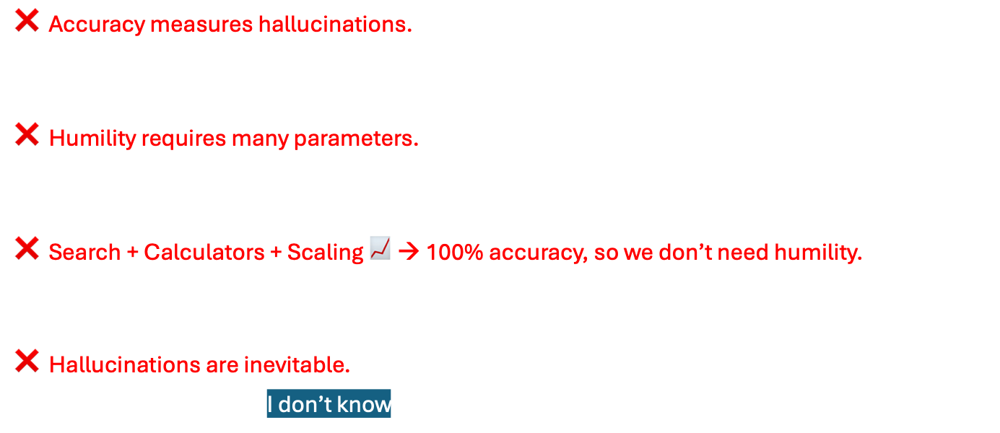 ❌ Accuracy measures hallucinations.
❌ Humility requires many parameters.
❌ Search + Calculators + Scaling 📈 → 100% accuracy, so we don’t need humility.
❌ Hallucinations are inevitable.
I don’t know